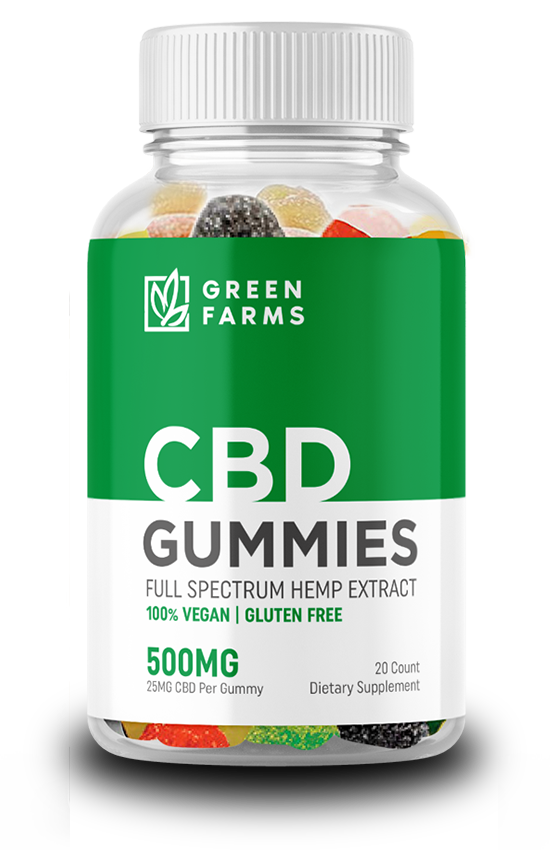 GREEN
FARMS
CBD
GUMMIES
FULL SPECTRUM HEMP EXTRACT
100% VEGAN | GLUTEN FREE
500MG
25MG CBD Per Gummy
20 Count
Dietary Supplement